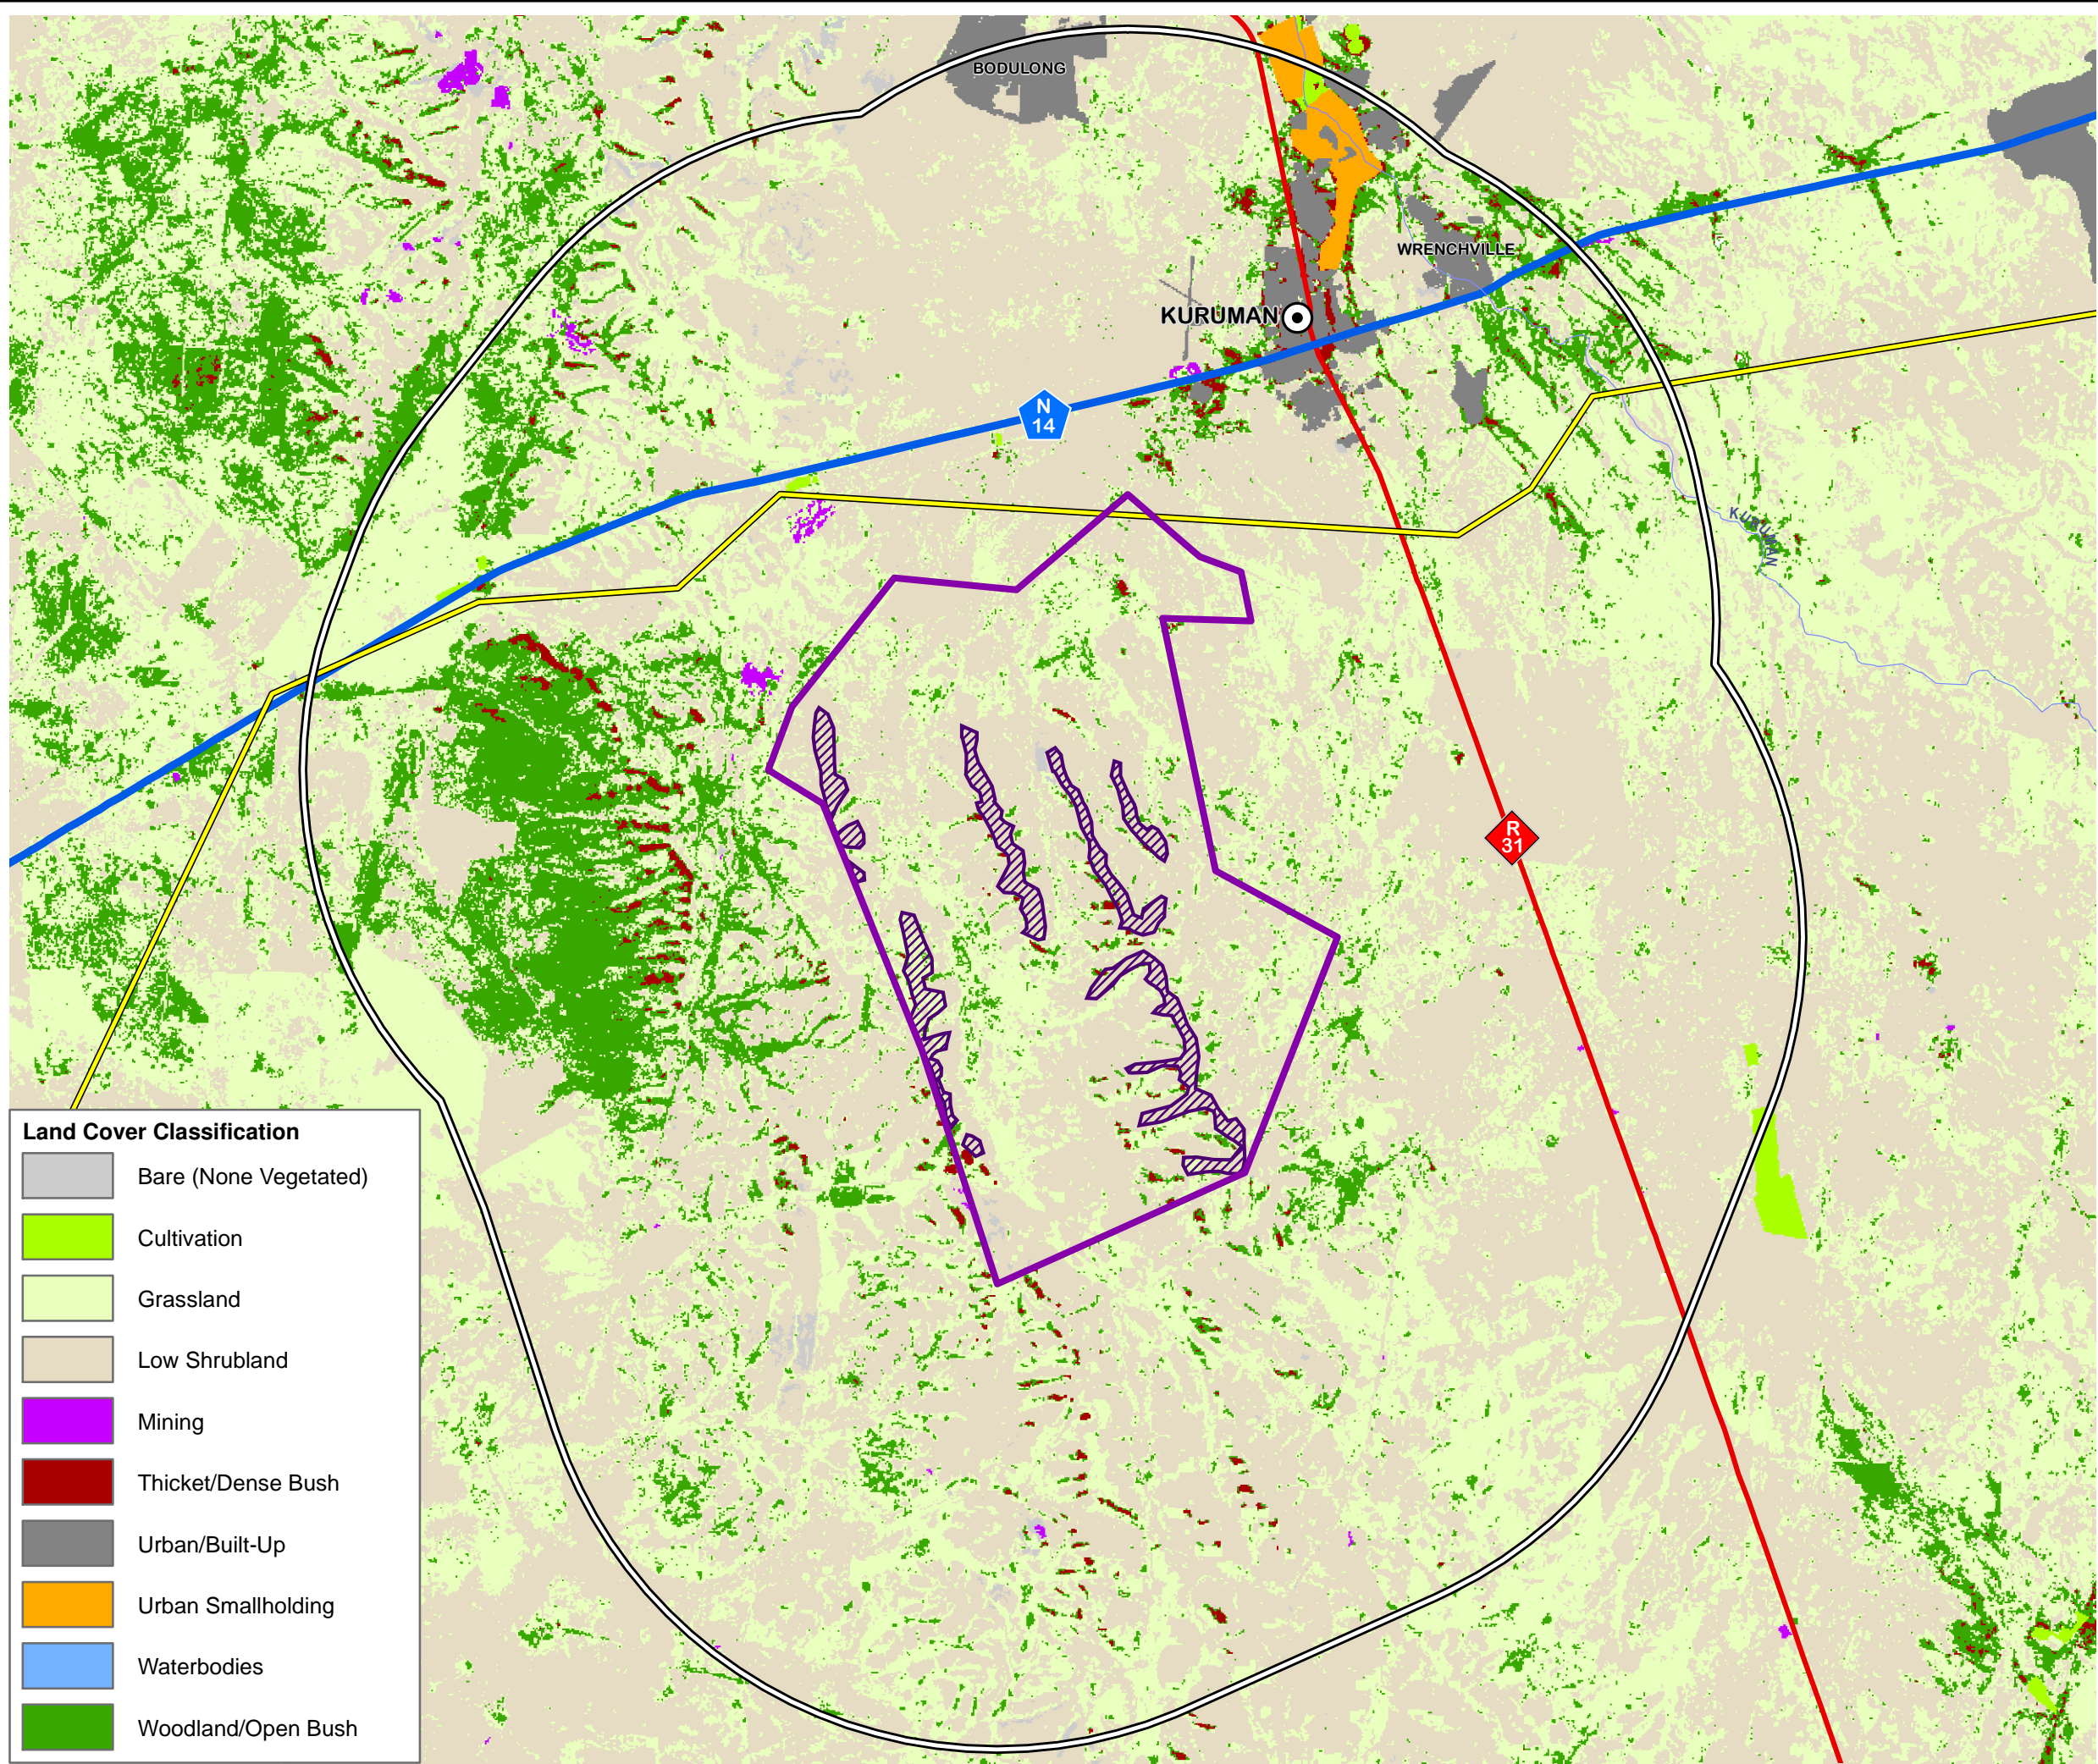 BODULONG
WRENCHVILLE
KURUMAN
N
14
KURUMAN
R
31
Land Cover Classification
Bare (None Vegetated)
Cultivation
Grassland
Low Shrubland
Mining
Thicket/Dense Bush
Urban/Built-Up
Urban Smallholding
Waterbodies
Woodland/Open Bush